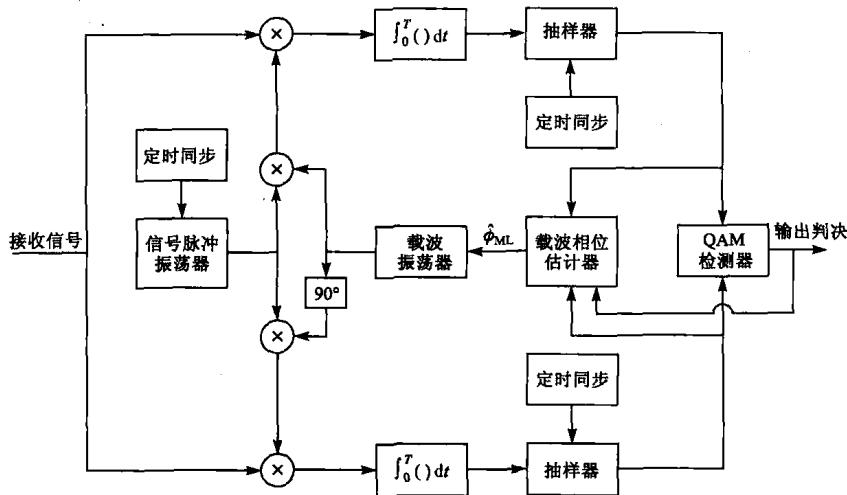 ×
∫₀ᵀ( )dt
抽样器
定时同步
定时同步
×
接收信号
信号脉冲
振荡器
载波
振荡器
ϕ̂ML
载波相位
估计器
QAM
检测器
输出判决
90°
×
定时同步
×
∫₀ᵀ( )dt
抽样器